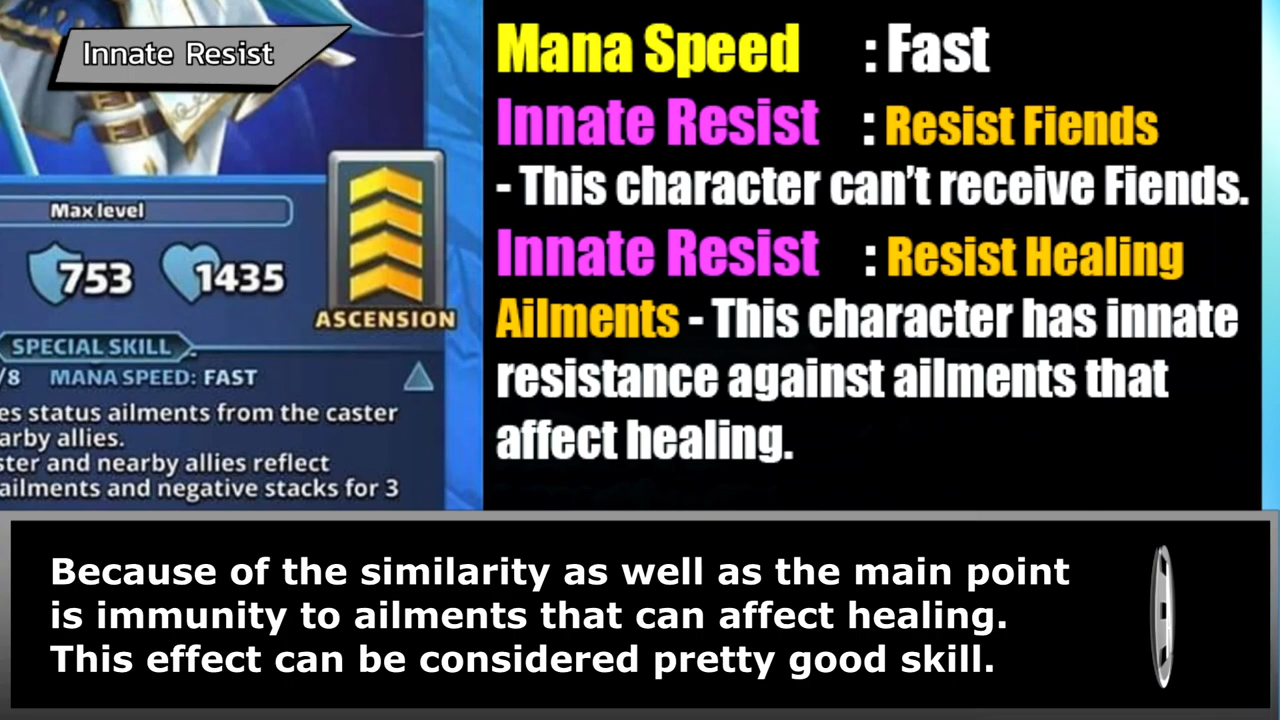 Innate Resist
Max level
753 1435
ASCENSION
SPECIAL SKILL
/8 MANA SPEED: FAST
es status ailments from the caster
arby allies.
ster and nearby allies reflect
ailments and negative stacks for 3
Mana Speed : Fast
Innate Resist : Resist Fiends
- This character can’t receive Fiends.
Innate Resist : Resist Healing
Ailments - This character has innate
resistance against ailments that
affect healing.
Because of the similarity as well as the main point
is immunity to ailments that can affect healing.
This effect can be considered pretty good skill.